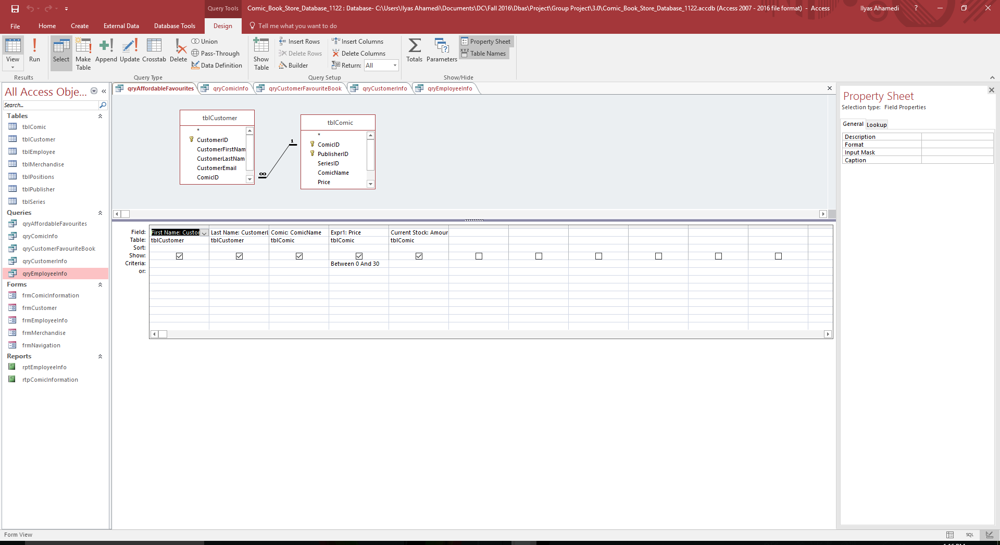 Query Tools
Comic_Book_Store_Database_1122 : Database- C:\Users\Ilyas Ahamedi\Documents\DC\Fall 2016\Dbas\Project\Group Project\3.0\Comic_Book_Store_Database_1122.accdb (Access 2007 - 2016 file format) - Access
Ilyas Ahamedi
?
File
Home
Create
External Data
Database Tools
Design
Tell me what you want to do
View
Run
Select
Make Table
Append
Update
Crosstab
Delete
Union
Pass-Through
Data Definition
Show Table
Insert Rows
Delete Rows
Builder
Insert Columns
Delete Columns
Return: All
Totals
Parameters
Property Sheet
Table Names
Results
Query Type
Query Setup
Show/Hide
All Access Obje...
Search...
Tables
tblComic
tblCustomer
tblEmployee
tblMerchandise
tblPositions
tblPublisher
tblSeries
Queries
qryAffordableFavourites
qryComicInfo
qryCustomerFavouriteBook
qryCustomerInfo
qryEmployeeInfo
Forms
frmComicInformation
frmCustomer
frmEmployeeInfo
frmMerchandise
frmNavigation
Reports
rptEmployeeInfo
rtpComicInformation
qryAffordableFavourites
qryComicInfo
qryCustomerFavouriteBook
qryCustomerInfo
qryEmployeeInfo
tblCustomer
*
CustomerID
CustomerFirstNam
CustomerLastNam
CustomerEmail
ComicID
∞
1
tblComic
*
ComicID
PublisherID
SeriesID
ComicName
Price
Field: First Name: Custor Last Name: CustomerL Comic: ComicName Expr1: Price Current Stock: Amour
Table: tblCustomer tblCustomer tblComic tblComic tblComic
Sort:
Show:
Criteria: Between 0 And 30
or:
Property Sheet
Selection type: Field Properties
General
Lookup
Description
Format
Input Mask
Caption
Form View
SQL